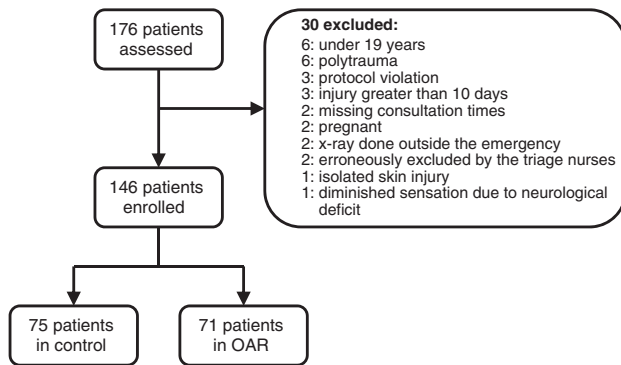 176 patients
assessed
30 excluded:
6: under 19 years
6: polytrauma
3: protocol violation
3: injury greater than 10 days
2: missing consultation times
2: pregnant
2: x-ray done outside the emergency
2: erroneously excluded by the triage nurses
1: isolated skin injury
1: diminished sensation due to neurological
deficit
146 patients
enrolled
75 patients
in control
71 patients
in OAR